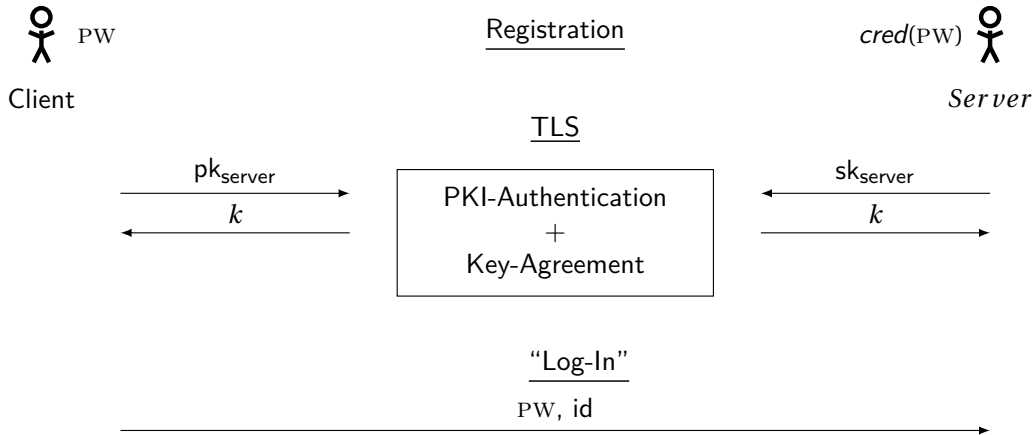 PW Registration cred(PW)
Client Server
TLS
pk_server PKI-Authentication sk_server
k + k
Key-Agreement
“Log-In”
PW, id